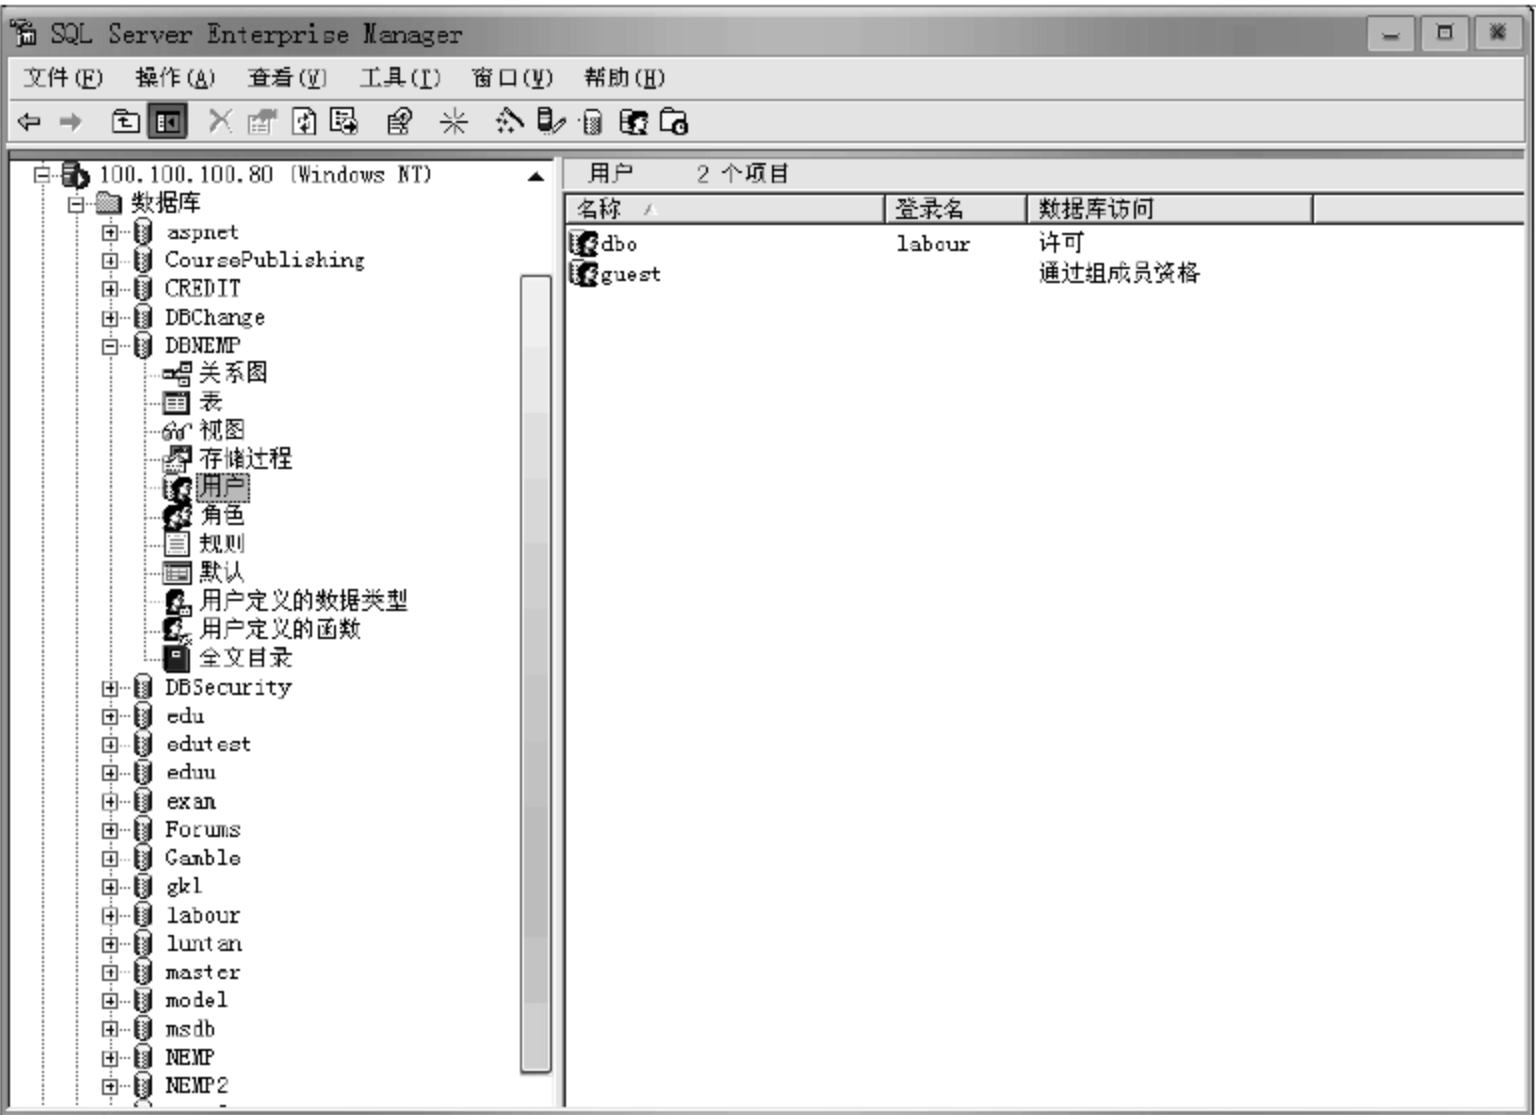 SQL Server Enterprise Manager
文件(F) 操作(A) 查看(V) 工具(T) 窗口(W) 帮助(H)
100.100.100.80 (Windows NT)
数据库
aspnet
CoursePublishing
CREDIT
DBChange
DBNEMP
关系图
表
视图
存储过程
用户
角色
规则
默认
用户定义的数据类型
用户定义的函数
全文目录
DBSecurity
edu
edutest
eduu
exam
Forums
Gamble
gkl
labour
luntan
master
model
msdb
NEMP
NEMP2
用户 2 个项目
名称 登录名 数据库访问
dbo labour 许可
guest 通过组成员资格